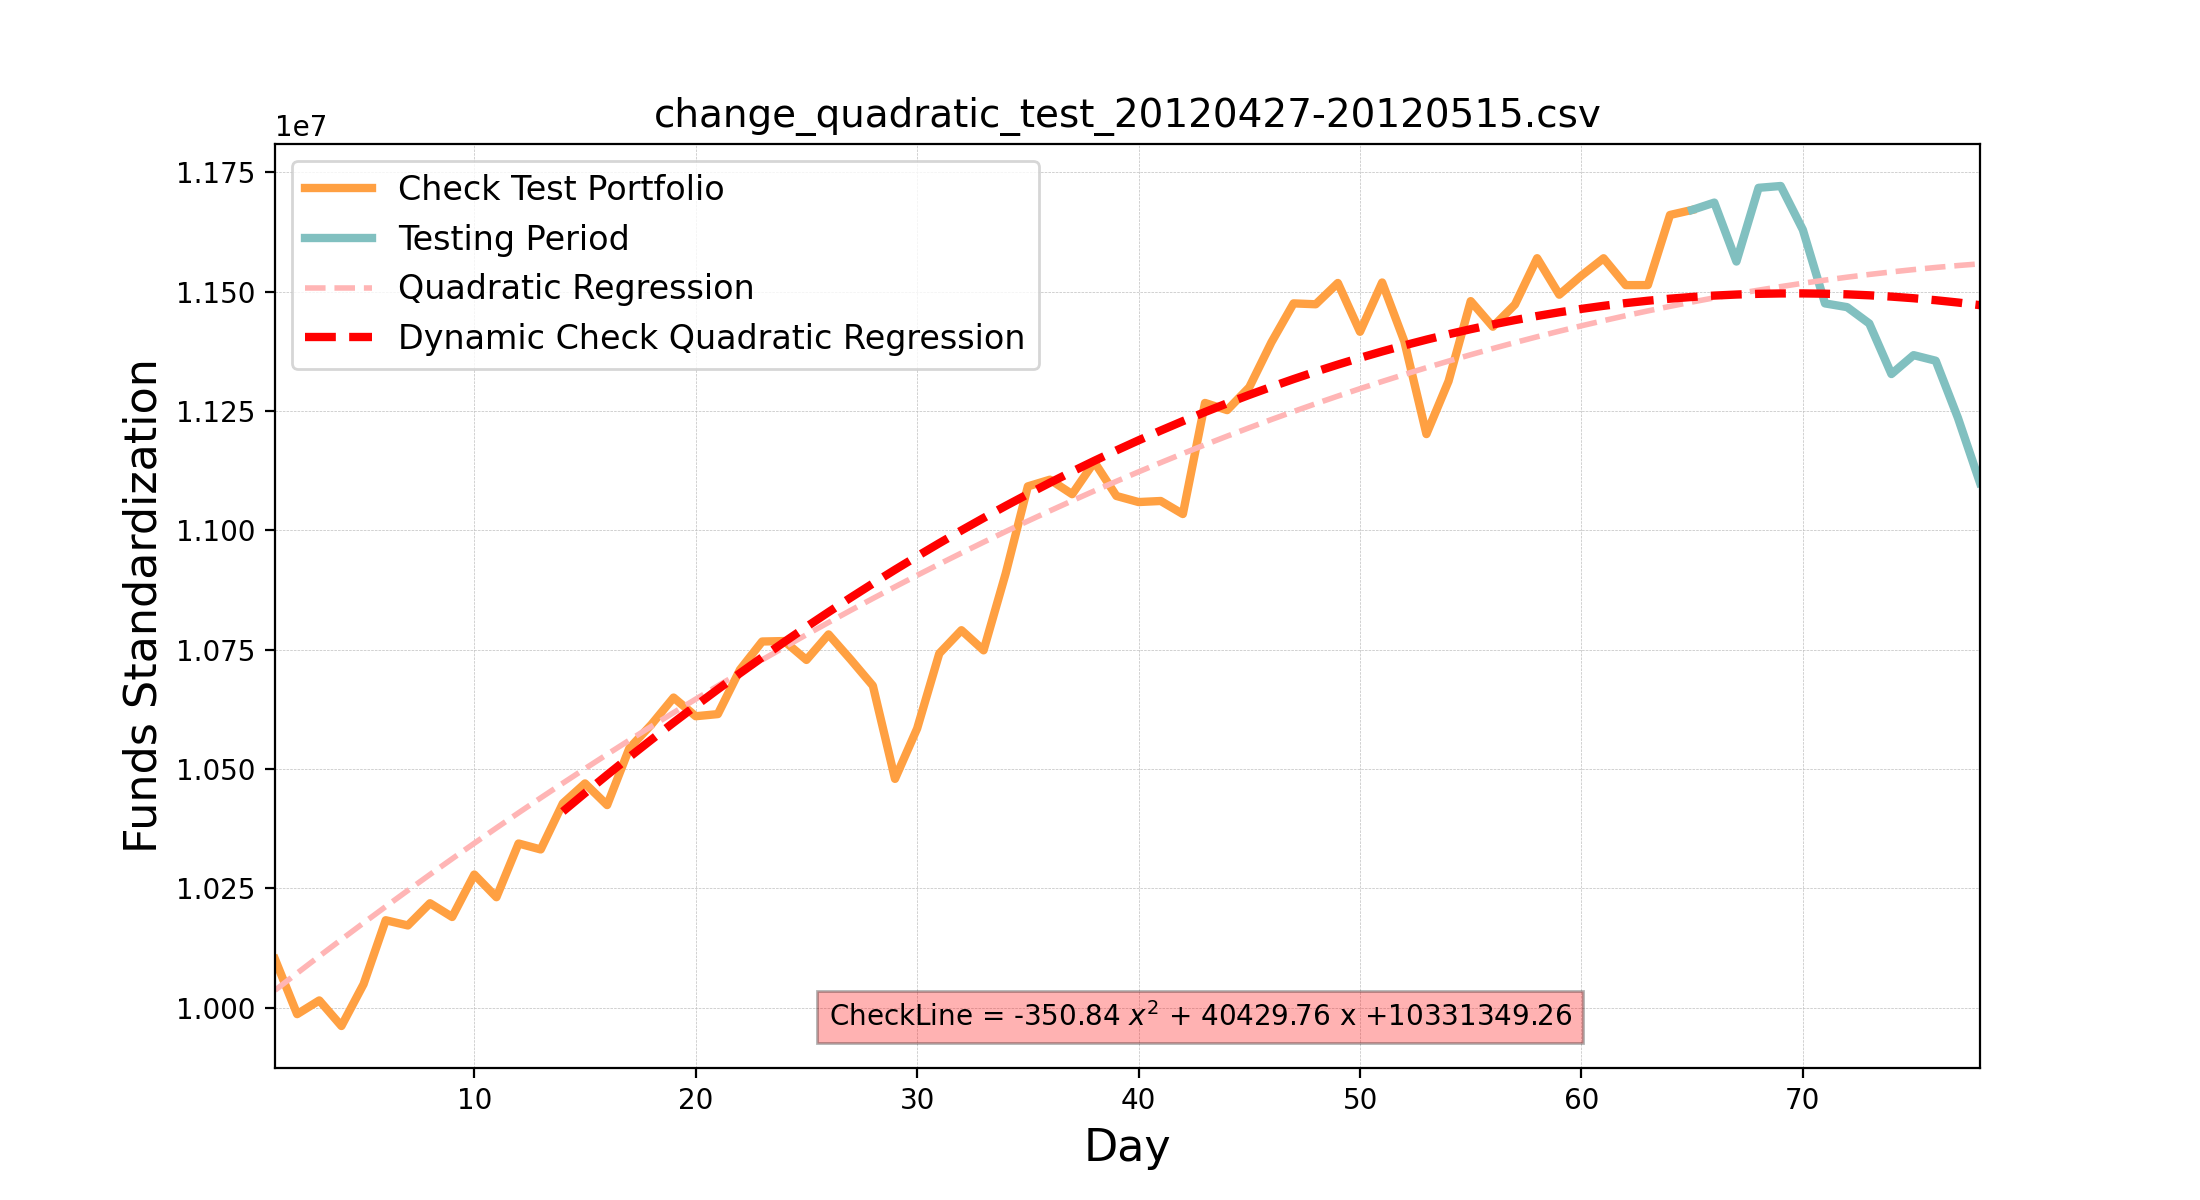 change_quadratic_test_20120427-20120515.csv
1e7
Check Test Portfolio
Testing Period
Quadratic Regression
Dynamic Check Quadratic Regression
1.175
1.150
1.125
1.100
1.075
1.050
1.025
1.000
Funds Standardization
CheckLine = -350.84 x² + 40429.76 x +10331349.26
10 20 30 40 50 60 70
Day